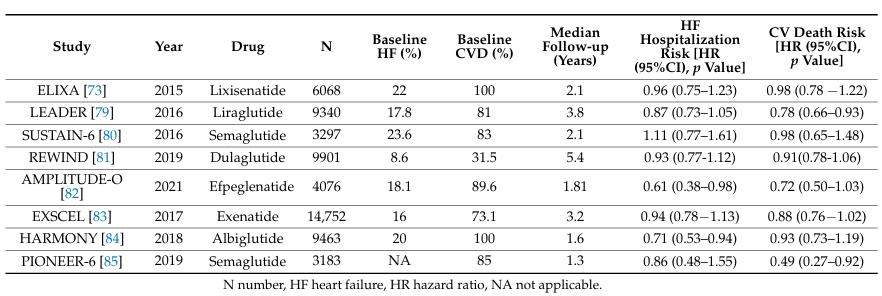 Study Year Drug N Baseline HF (%) Baseline CVD (%) Median Follow-up (Years) HF Hospitalization Risk [HR (95%CI), p Value] CV Death Risk [HR (95%CI), p Value]
ELIXA [73] 2015 Lixisenatide 6068 22 100 2.1 0.96 (0.75–1.23) 0.98 (0.78 −1.22)
LEADER [79] 2016 Liraglutide 9340 17.8 81 3.8 0.87 (0.73–1.05) 0.78 (0.66–0.93)
SUSTAIN-6 [80] 2016 Semaglutide 3297 23.6 83 2.1 1.11 (0.77–1.61) 0.98 (0.65–1.48)
REWIND [81] 2019 Dulaglutide 9901 8.6 31.5 5.4 0.93 (0.77-1.12) 0.91(0.78-1.06)
AMPLITUDE-O [82] 2021 Efpeglenatide 4076 18.1 89.6 1.81 0.61 (0.38–0.98) 0.72 (0.50–1.03)
EXSCEL [83] 2017 Exenatide 14,752 16 73.1 3.2 0.94 (0.78−1.13) 0.88 (0.76−1.02)
HARMONY [84] 2018 Albiglutide 9463 20 100 1.6 0.71 (0.53–0.94) 0.93 (0.73–1.19)
PIONEER-6 [85] 2019 Semaglutide 3183 NA 85 1.3 0.86 (0.48–1.55) 0.49 (0.27–0.92)
N number, HF heart failure, HR hazard ratio, NA not applicable.